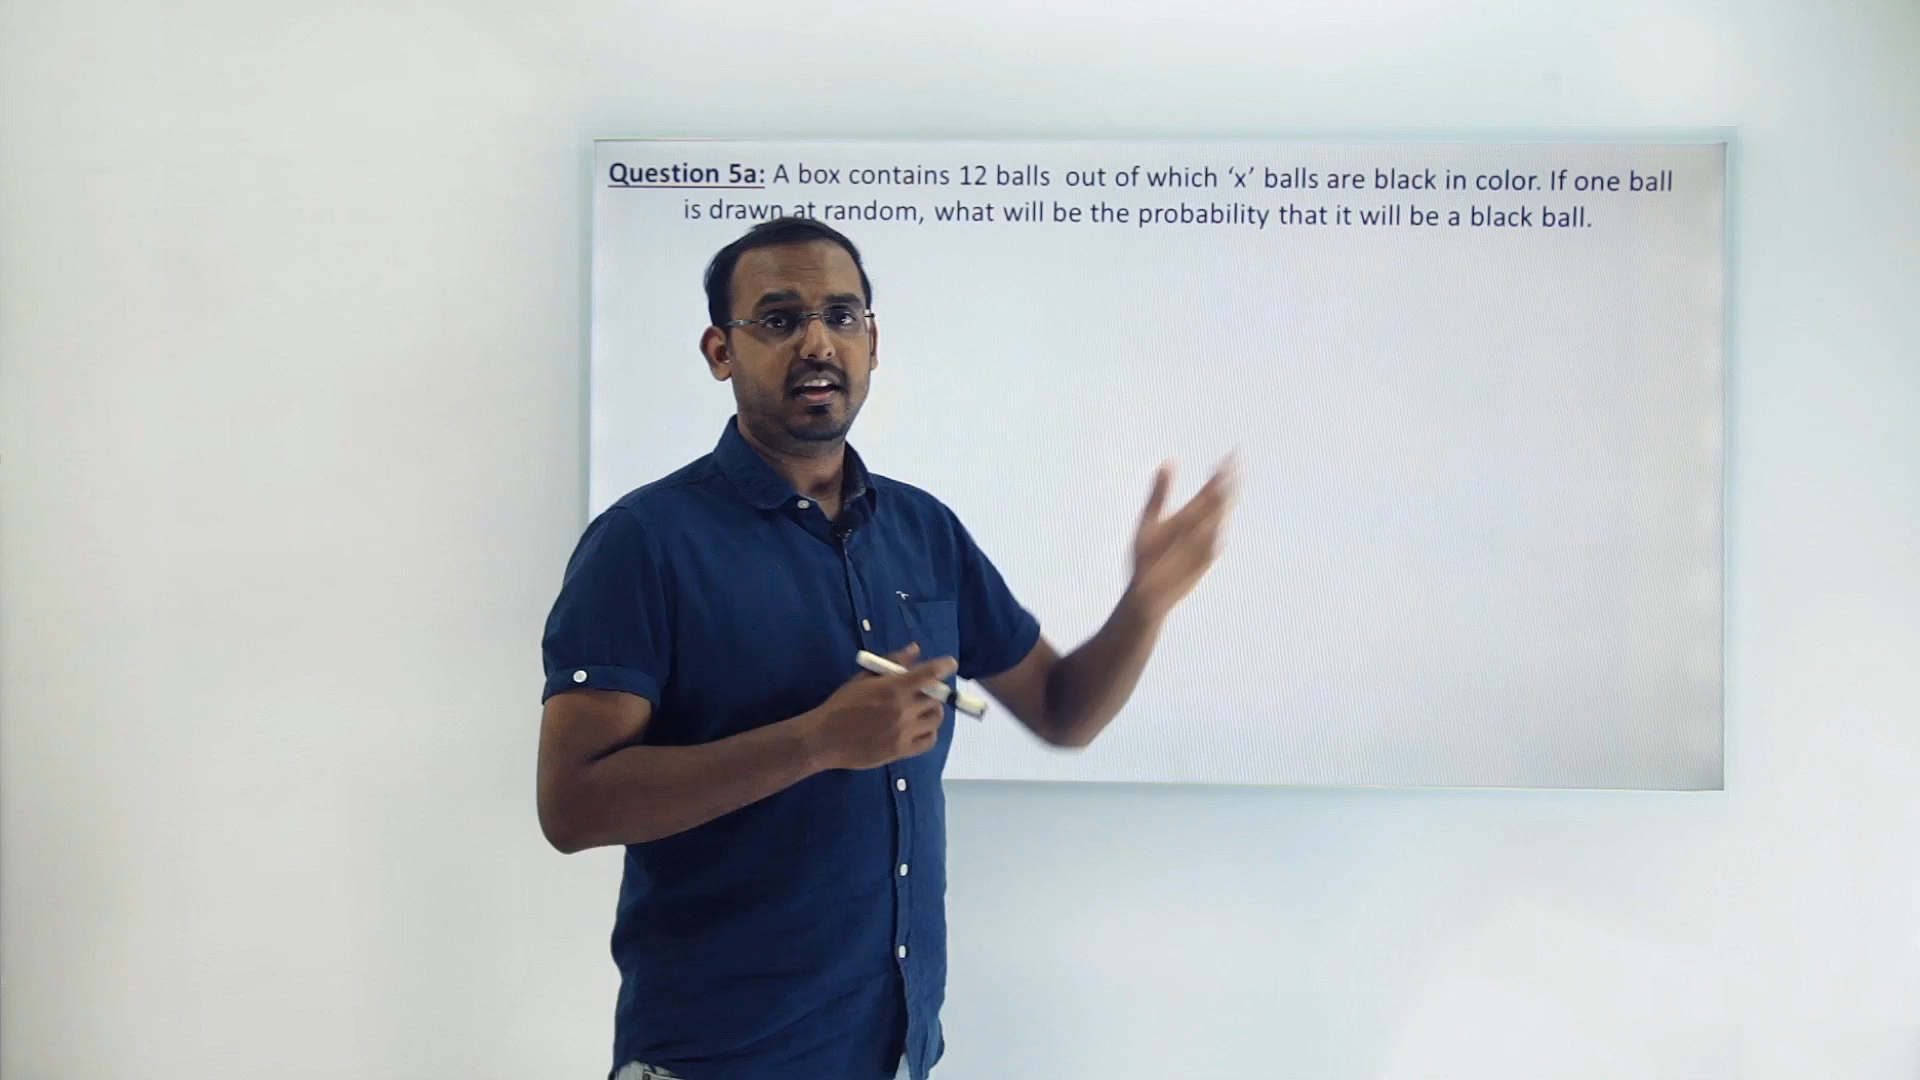 Question 5a: A box contains 12 balls  out of which ‘x’ balls are black in color. If one ball
is drawn at random, what will be the probability that it will be a black ball.